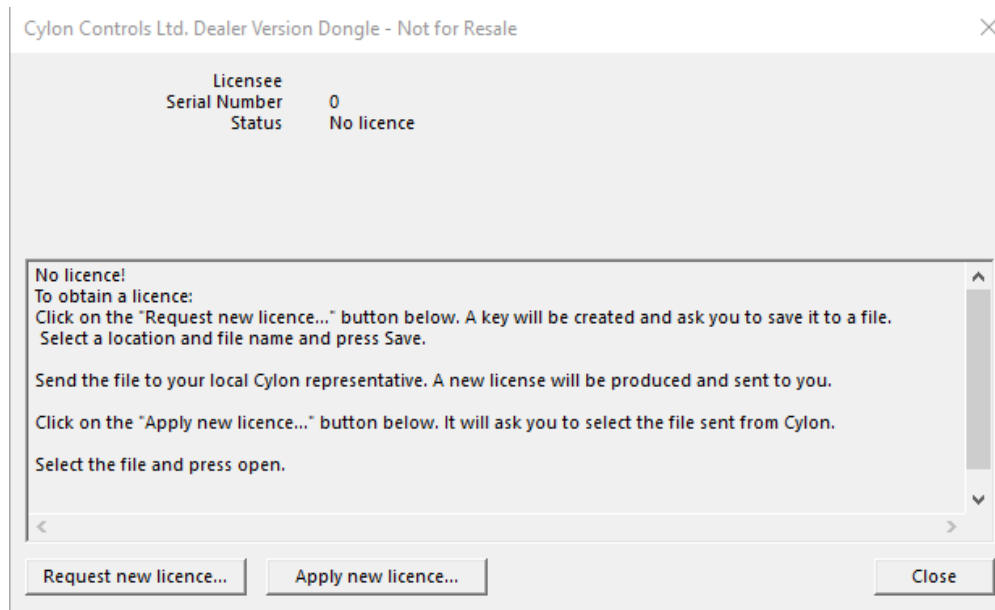 Cylon Controls Ltd. Dealer Version Dongle - Not for Resale
Licensee
Serial Number 0
Status No licence
No licence!
To obtain a licence:
Click on the "Request new licence..." button below. A key will be created and ask you to save it to a file.
Select a location and file name and press Save.
Send the file to your local Cylon representative. A new license will be produced and sent to you.
Click on the "Apply new licence..." button below. It will ask you to select the file sent from Cylon.
Select the file and press open.
Request new licence... Apply new licence... Close